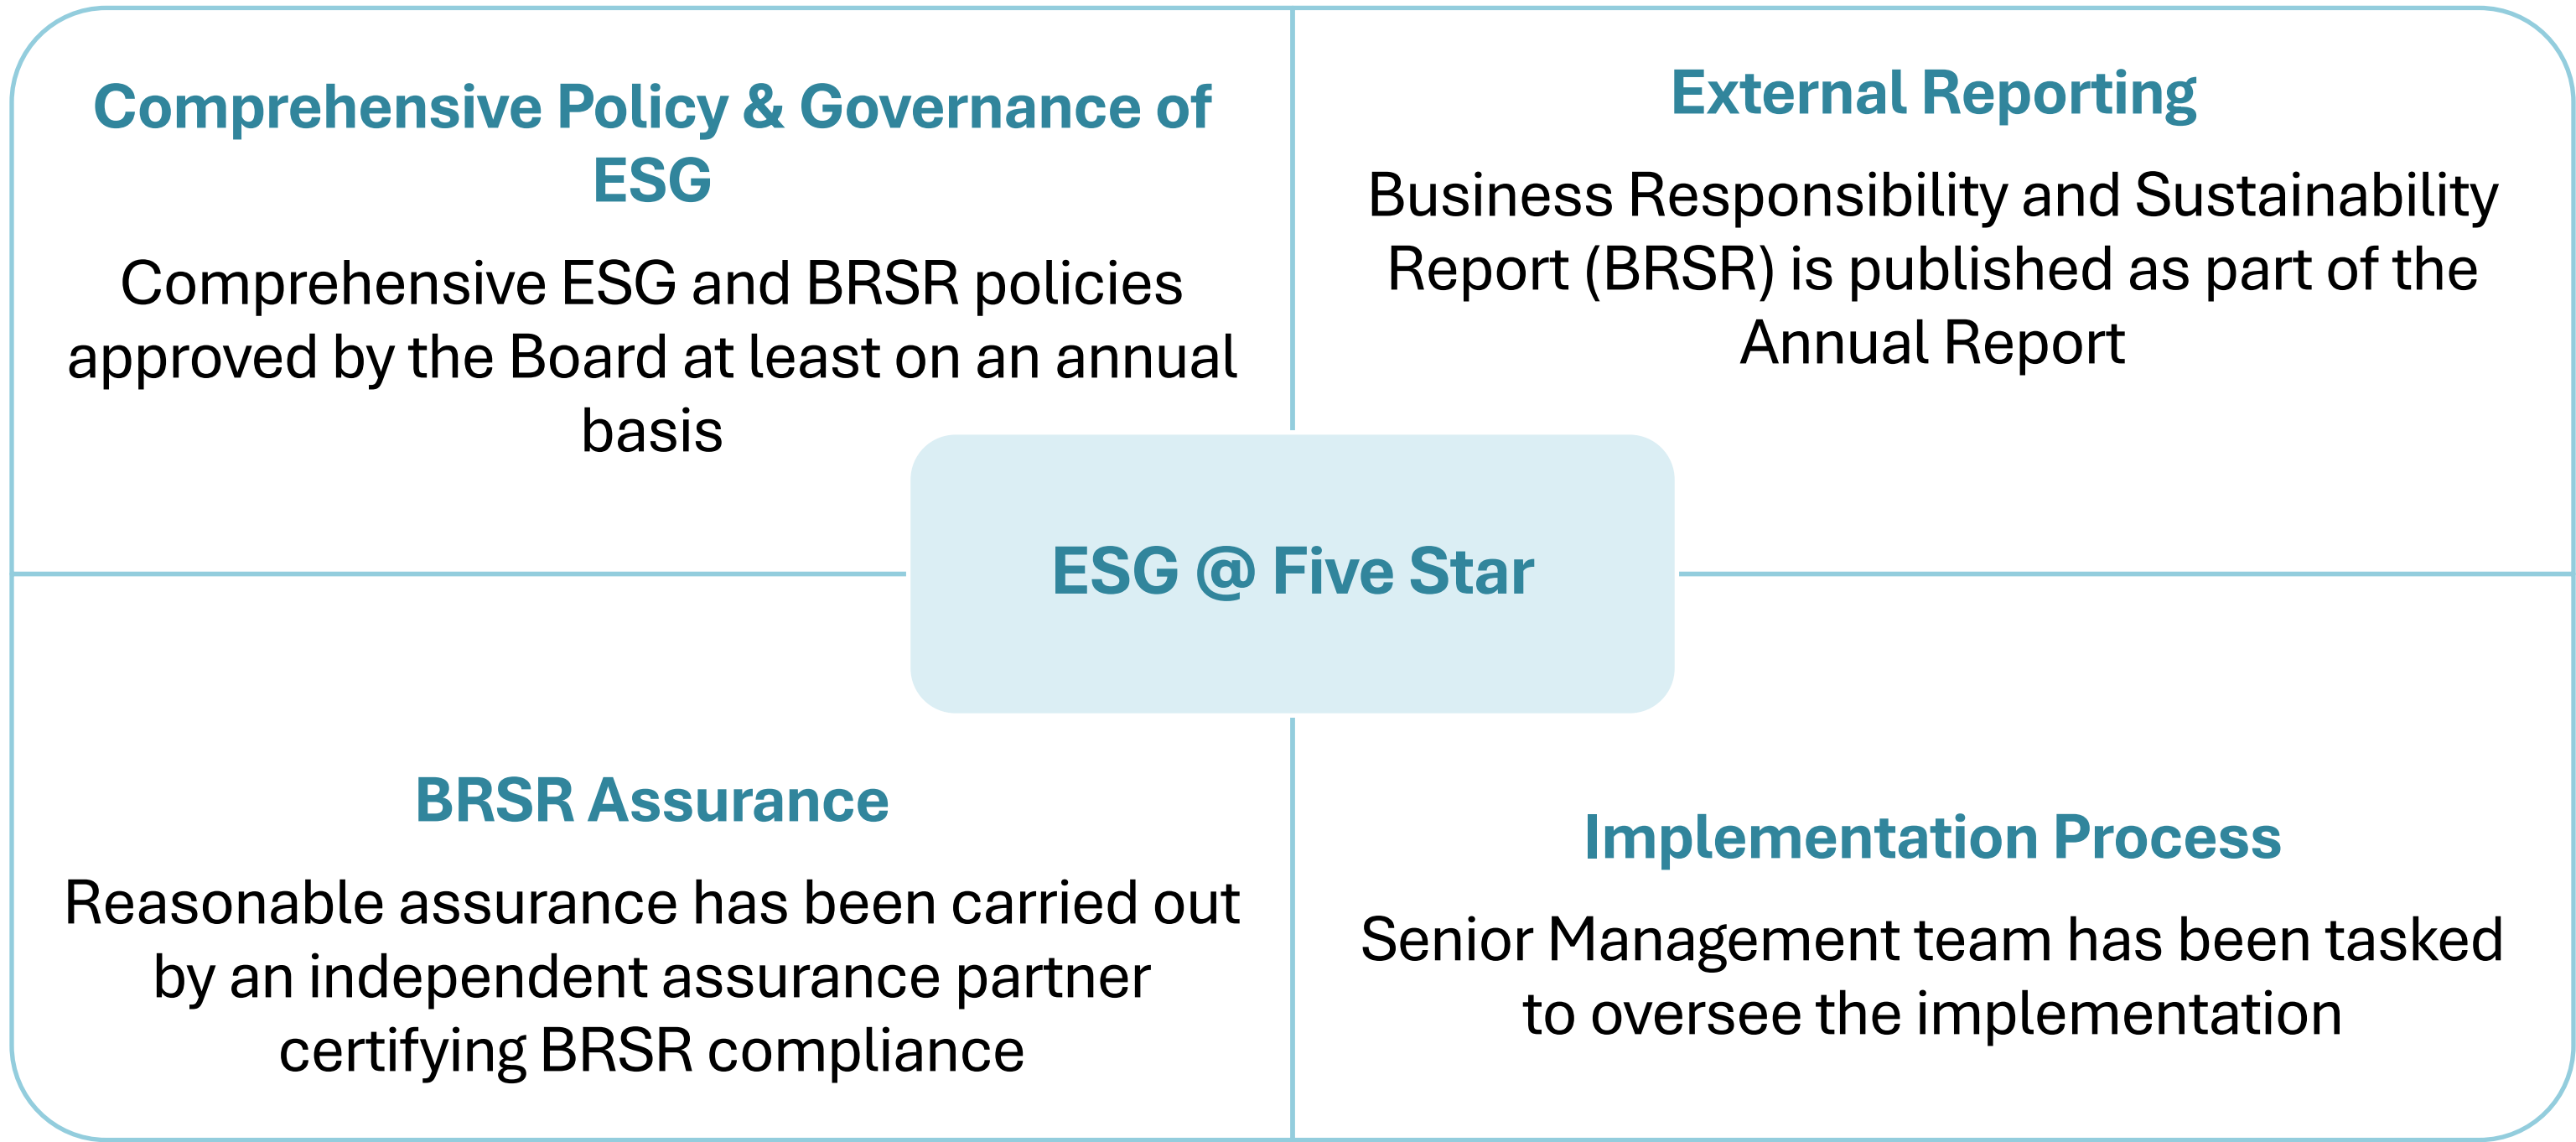 Comprehensive Policy & Governance of
ESG
Comprehensive ESG and BRSR policies
approved by the Board at least on an annual
basis
External Reporting
Business Responsibility and Sustainability
Report (BRSR) is published as part of the
Annual Report
ESG @ Five Star
BRSR Assurance
Reasonable assurance has been carried out
by an independent assurance partner
certifying BRSR compliance
Implementation Process
Senior Management team has been tasked
to oversee the implementation